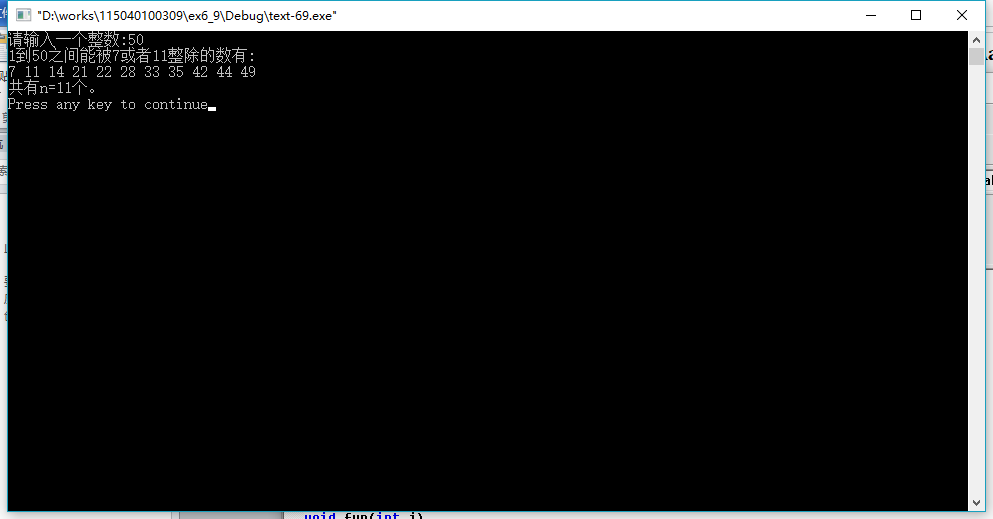 "D:\works\115040100309\ex6_9\Debug\text-69.exe"
请输入一个整数:50
1到50之间能被7或者11整除的数有:
7 11 14 21 22 28 33 35 42 44 49
共有n=11个。
Press any key to continue
void fun(int i)